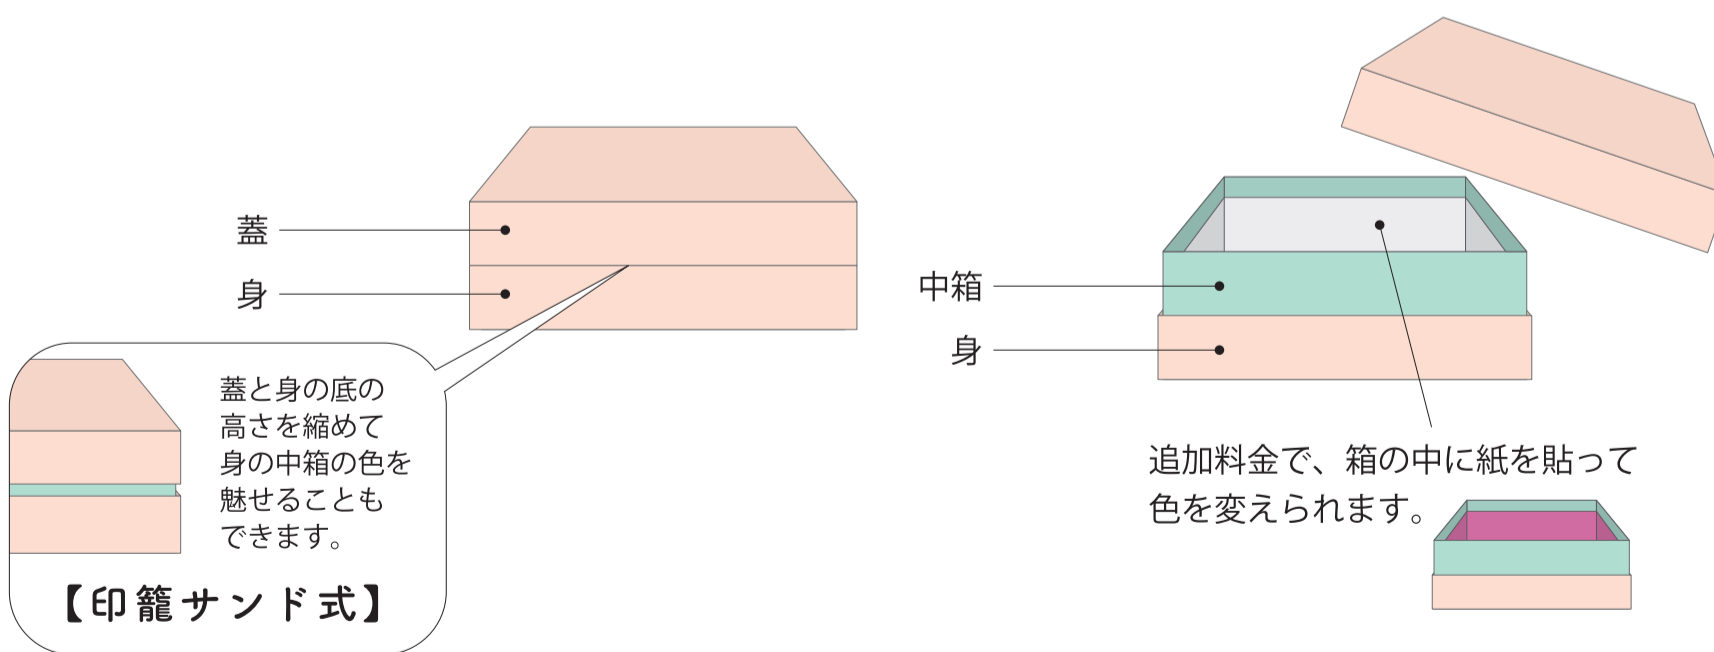 蓋
身
蓋と身の底の
高さを縮めて
身の中箱の色を
魅せることも
できます。
【印籠サンド式】
中箱
身
追加料金で、箱の中に紙を貼って
色を変えられます。